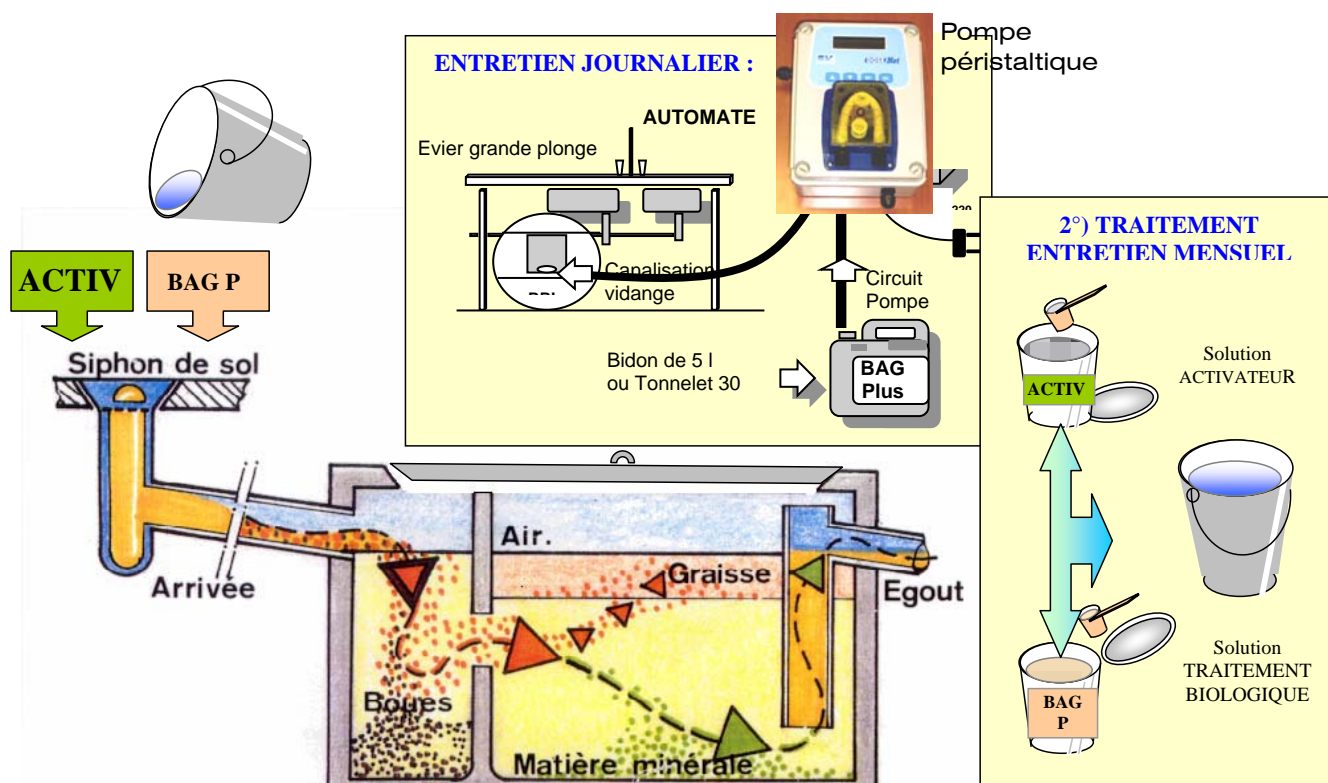 Pompe
péristaltique
ENTRETIEN JOURNALIER :
AUTOMATE
Evier grande plonge
Canalisation
vidange
Circuit
Pompe
Bidon de 5 l
ou Tonnelet 30
BAG
Plus
ACTIV
BAG P
Siphon de sol
Arrivée
Air.
Graisse
Egout
Boues
Matière minérale
2°) TRAITEMENT
ENTRETIEN MENSUEL
ACTIV
Solution
ACTIVATEUR
Solution
TRAITEMENT
BIOLOGIQUE
BAG
P